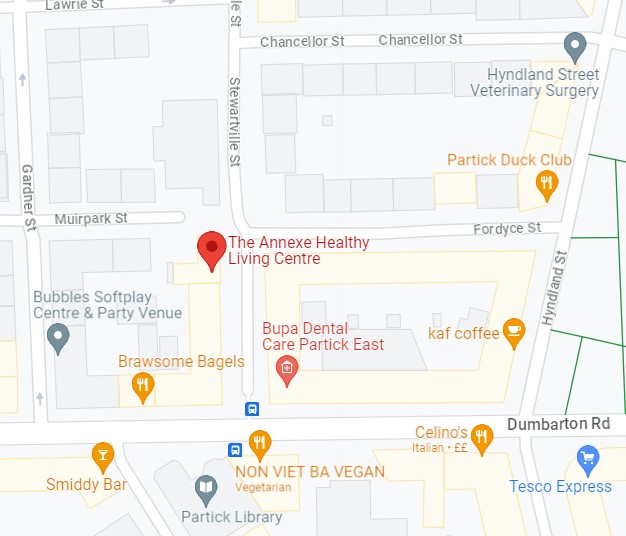 Lawrie St
le St
Chancellor St
Chancellor St
Hyndland Street
Veterinary Surgery
Stewartville St
Partick Duck Club
Gardner St
Muirpark St
Fordyce St
The Annexe Healthy
Living Centre
Hyndland St
Bubbles Softplay
Centre & Party Venue
Bupa Dental
Care Partick East
kaf coffee
Brawsome Bagels
Dumbarton Rd
Celino's
Italian • ££
NON VIET BA VEGAN
Vegetarian
Smiddy Bar
Tesco Express
Partick Library